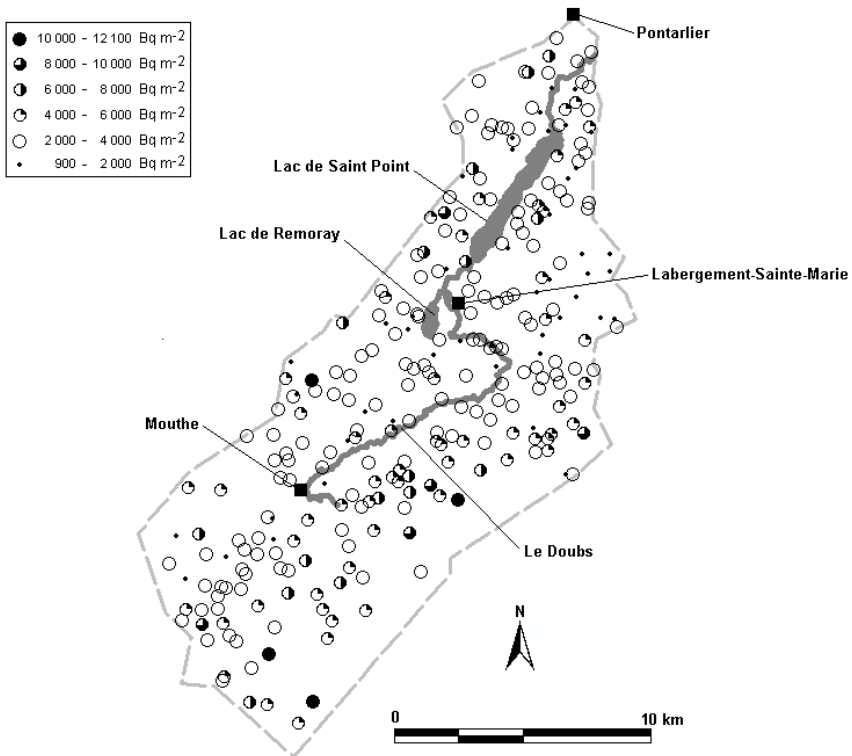 10 000 - 12 100 Bq m-2
8 000 - 10 000 Bq m-2
6 000 - 8 000 Bq m-2
4 000 - 6 000 Bq m-2
2 000 - 4 000 Bq m-2
900 - 2 000 Bq m-2
Pontarlier
Lac de Saint Point
Lac de Remoray
Labergement-Sainte-Marie
Mouthe
Le Doubs
N
0 10 km